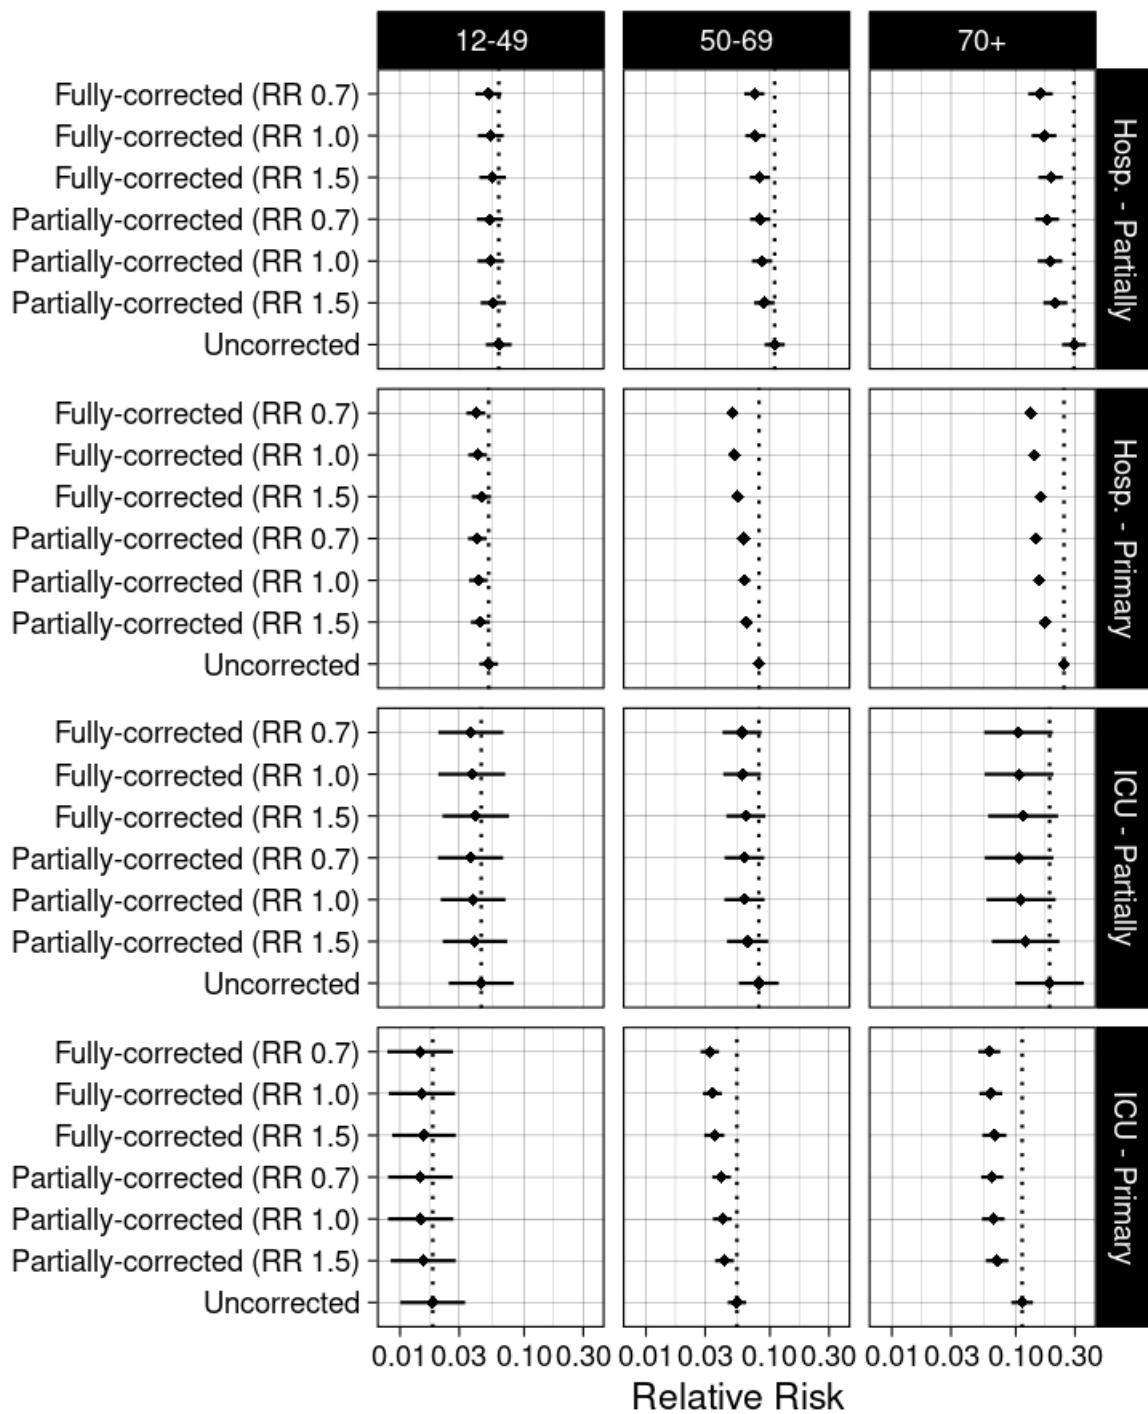 12-49 50-69 70+
Fully-corrected (RR 0.7)
Fully-corrected (RR 1.0)
Fully-corrected (RR 1.5)
Partially-corrected (RR 0.7)
Partially-corrected (RR 1.0)
Partially-corrected (RR 1.5)
Uncorrected
Hosp. - Partially
Fully-corrected (RR 0.7)
Fully-corrected (RR 1.0)
Fully-corrected (RR 1.5)
Partially-corrected (RR 0.7)
Partially-corrected (RR 1.0)
Partially-corrected (RR 1.5)
Uncorrected
Hosp. - Primary
Fully-corrected (RR 0.7)
Fully-corrected (RR 1.0)
Fully-corrected (RR 1.5)
Partially-corrected (RR 0.7)
Partially-corrected (RR 1.0)
Partially-corrected (RR 1.5)
Uncorrected
ICU - Partially
Fully-corrected (RR 0.7)
Fully-corrected (RR 1.0)
Fully-corrected (RR 1.5)
Partially-corrected (RR 0.7)
Partially-corrected (RR 1.0)
Partially-corrected (RR 1.5)
Uncorrected
ICU - Primary
0.01 0.03 0.10 0.30 0.01 0.03 0.10 0.30 0.01 0.03 0.10 0.30
Relative Risk